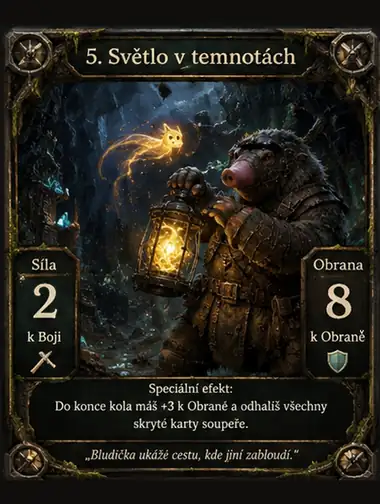 5. Světlo v temnotách
Síla
2
k Boji
Obrana
8
k Obraně
Speciální efekt:
Do konce kola máš +3 k Obraně a odhalíš všechny
skryté karty soupeře.
„Bludička ukáže cestu, kde jiní zabloudí.“